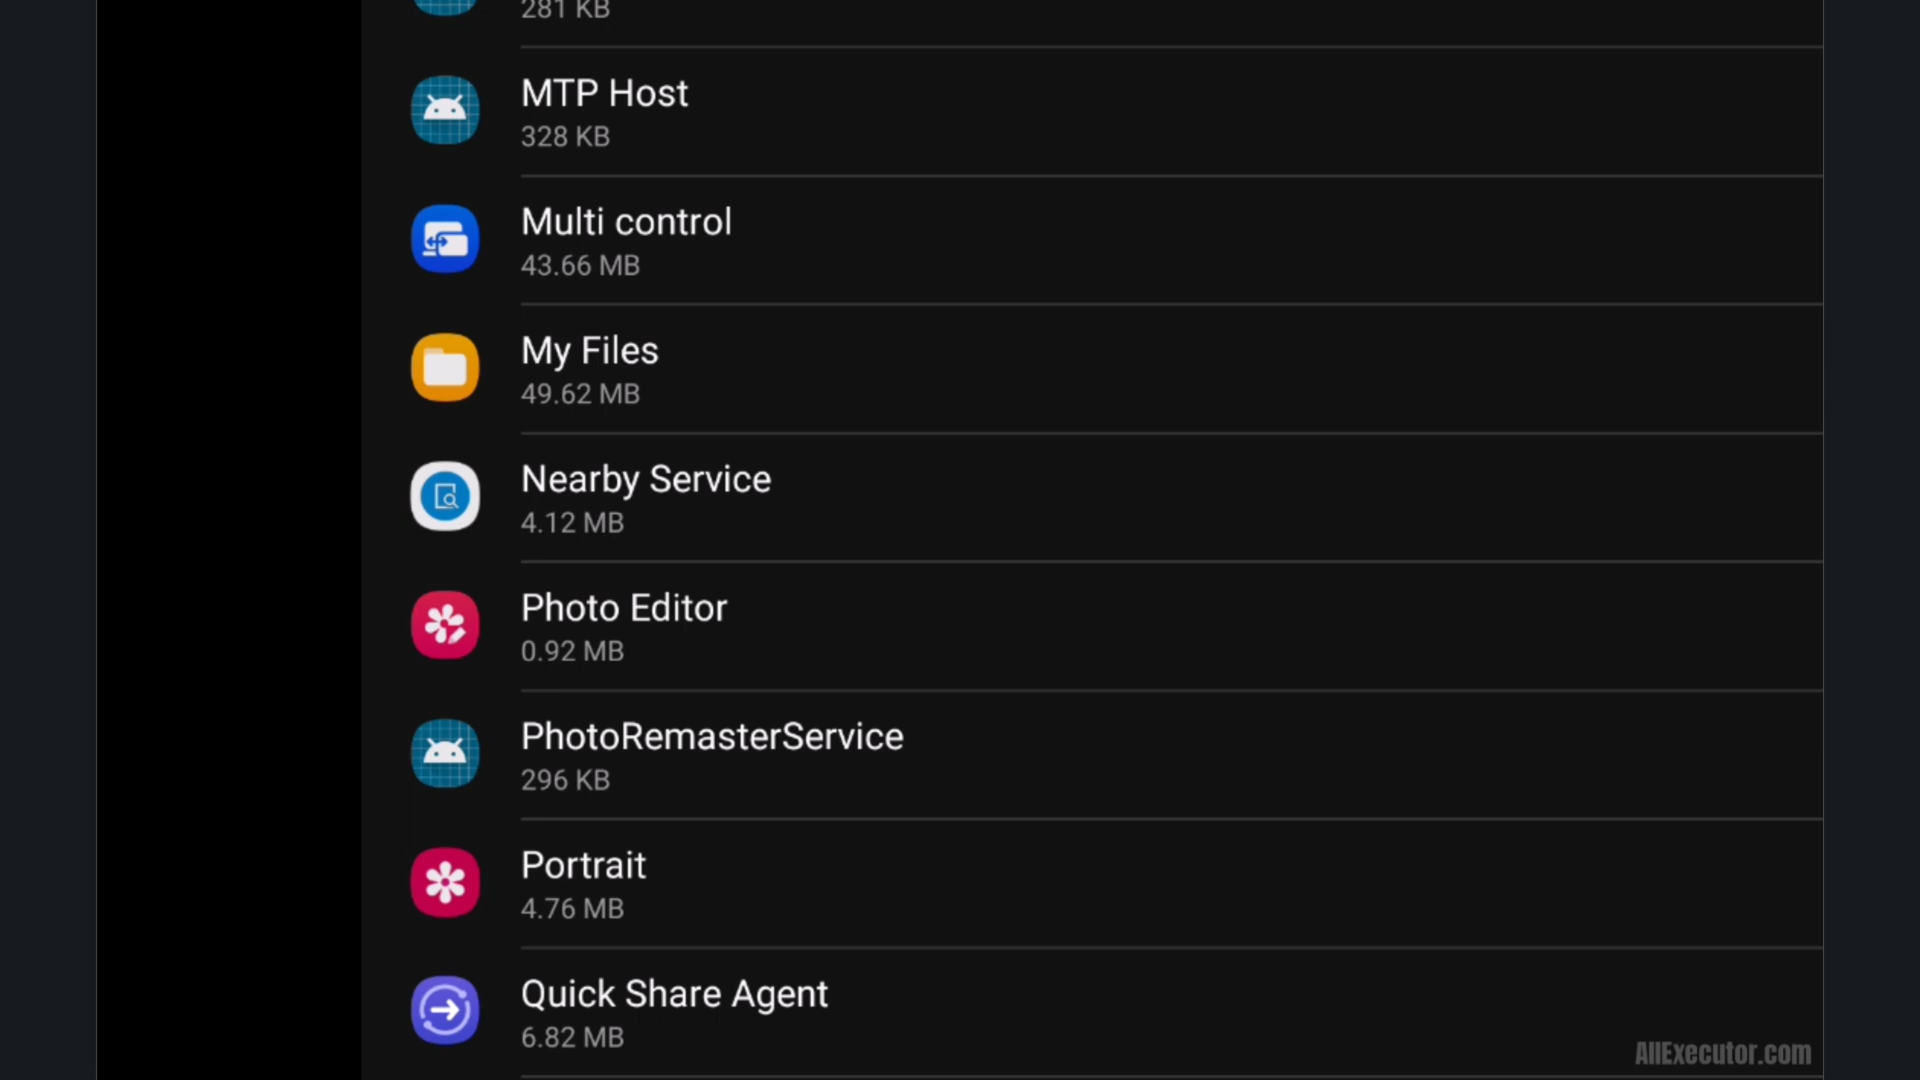 281 KB
MTP Host
328 KB
Multi control
43.66 MB
My Files
49.62 MB
Nearby Service
4.12 MB
Photo Editor
0.92 MB
PhotoRemasterService
296 KB
Portrait
4.76 MB
Quick Share Agent
6.82 MB
AllExecutor.com